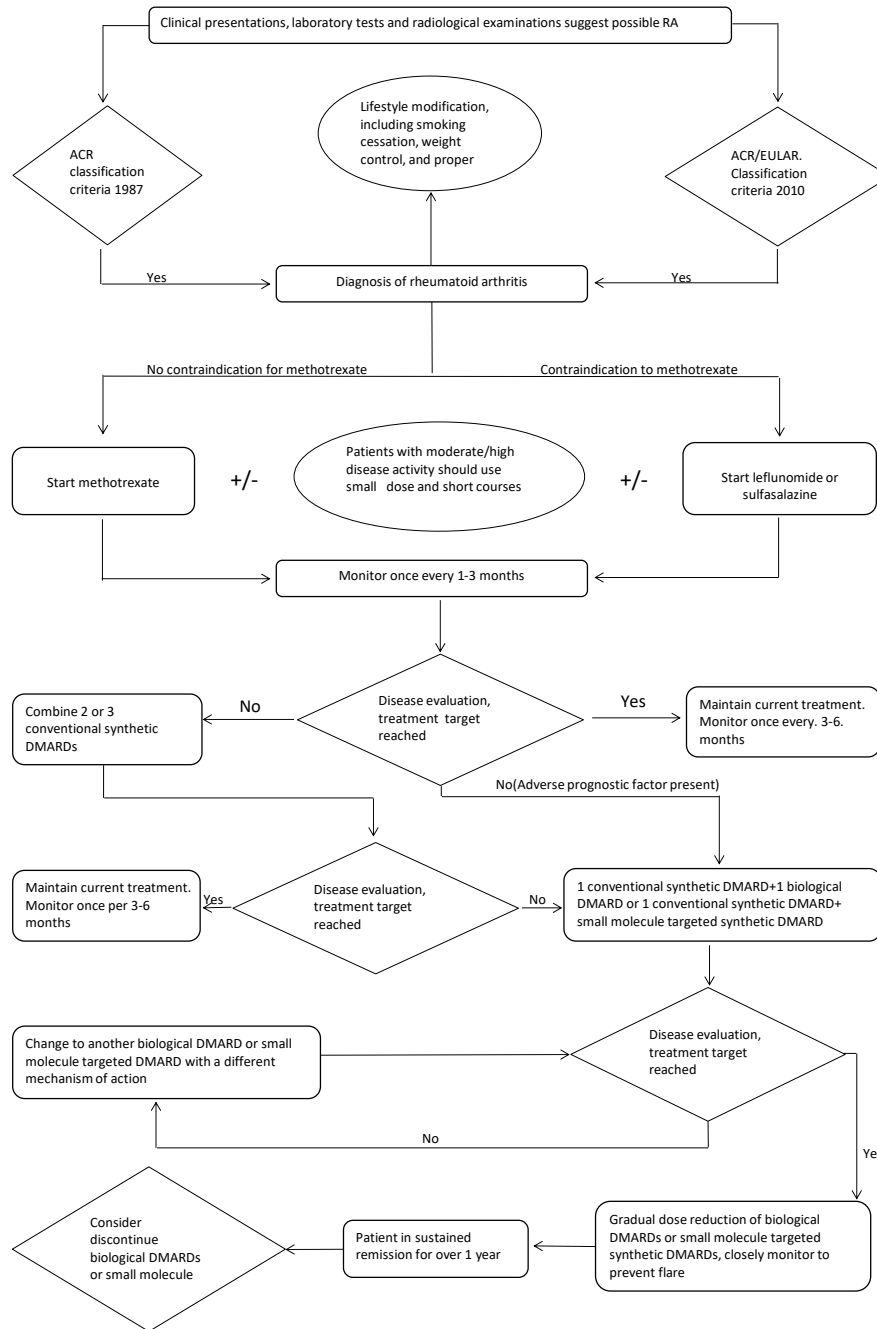 Clinical presentations, laboratory tests and radiological examinations suggest possible RA
Lifestyle modification,
including smoking
cessation, weight
control, and proper
ACR
classification
criteria 1987
ACR/EULAR.
Classification
criteria 2010
Yes
Diagnosis of rheumatoid arthritis
Yes
No contraindication for methotrexate
Contraindication to methotrexate
Start methotrexate
+/-
Patients with moderate/high
disease activity should use
small dose and short courses
+/-
Start leflunomide or
sulfasalazine
Monitor once every 1-3 months
Combine 2 or 3
conventional synthetic
DMARDs
No
Disease evaluation,
treatment target
reached
Yes
Maintain current treatment.
Monitor once every. 3-6.
months
No(Adverse prognostic factor present)
Maintain current treatment.
Monitor once per 3-6
months
Yes
Disease evaluation,
treatment target
reached
No
1 conventional synthetic DMARD+1 biological
DMARD or 1 conventional synthetic DMARD+
small molecule targeted synthetic DMARD
Change to another biological DMARD or small
molecule targeted DMARD with a different
mechanism of action
Disease evaluation,
treatment target
reached
No
Ye
Consider
discontinue
biological DMARDs
or small molecule
Patient in sustained
remission for over 1 year
Gradual dose reduction of biological
DMARDs or small molecule targeted
synthetic DMARDs, closely monitor to
prevent flare